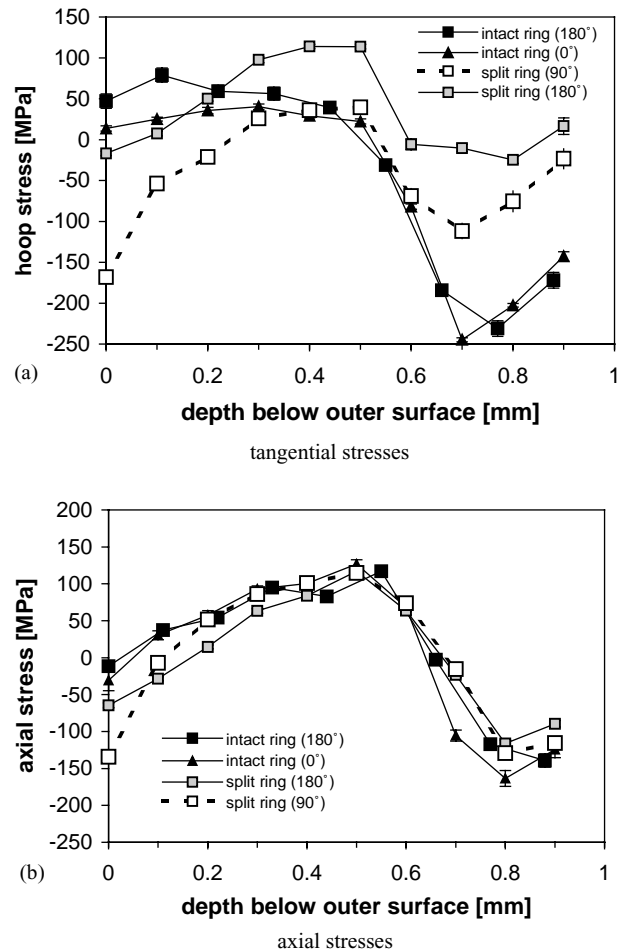 150
100
50
0
-50
-100
-150
-200
-250
hoop stress [MPa]
intact ring (180˚)
intact ring (0˚)
split ring (90˚)
split ring (180˚)
0 0.2 0.4 0.6 0.8 1
(a)
depth below outer surface [mm]
tangential stresses
200
150
100
50
0
-50
-100
-150
-200
-250
axial stress [MPa]
intact ring (180˚)
intact ring (0˚)
split ring (180˚)
split ring (90˚)
0 0.2 0.4 0.6 0.8 1
(b)
depth below outer surface [mm]
axial stresses